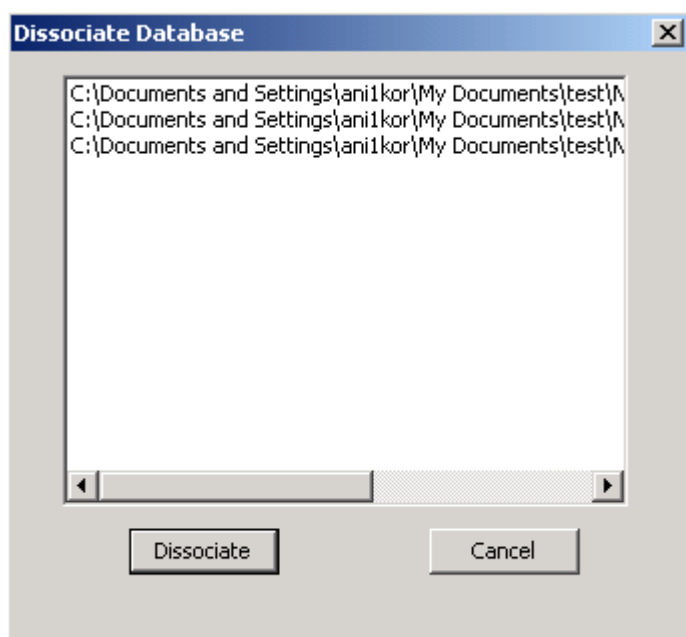 Dissociate Database
C:\Documents and Settings\ani1kor\My Documents\test\
C:\Documents and Settings\ani1kor\My Documents\test\
C:\Documents and Settings\ani1kor\My Documents\test\
Dissociate
Cancel